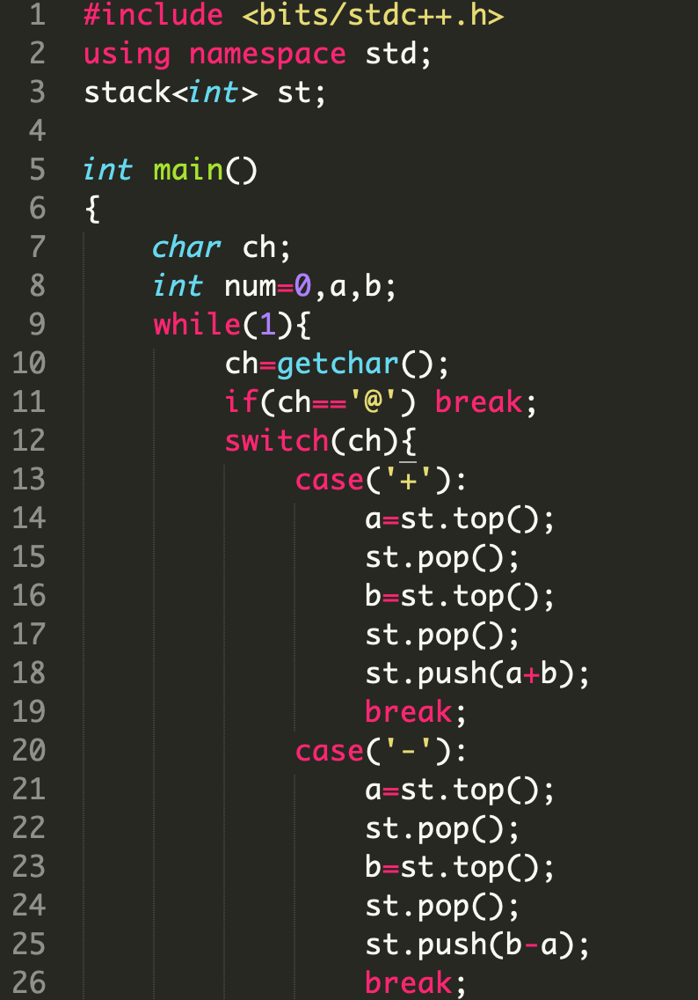 1 #include <bits/stdc++.h>
2 using namespace std;
3 stack<int> st;
4
5 int main()
6 {
7     char ch;
8     int num=0,a,b;
9     while(1){
10         ch=getchar();
11         if(ch=='@') break;
12         switch(ch){
13             case('+'):
14                 a=st.top();
15                 st.pop();
16                 b=st.top();
17                 st.pop();
18                 st.push(a+b);
19                 break;
20             case('-'):
21                 a=st.top();
22                 st.pop();
23                 b=st.top();
24                 st.pop();
25                 st.push(b-a);
26                 break;